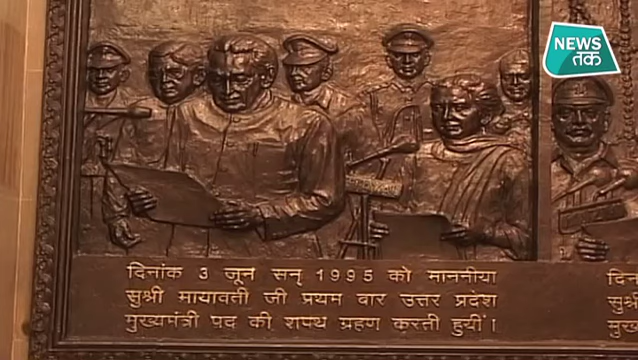 NEWS
तक
दिनांक 3 जून सन् 1995 को माननीया
सुश्री मायावती जी प्रथम बार उत्तर प्रदेश
मुख्यमंत्री पद की शपथ ग्रहण करती हुयीं।